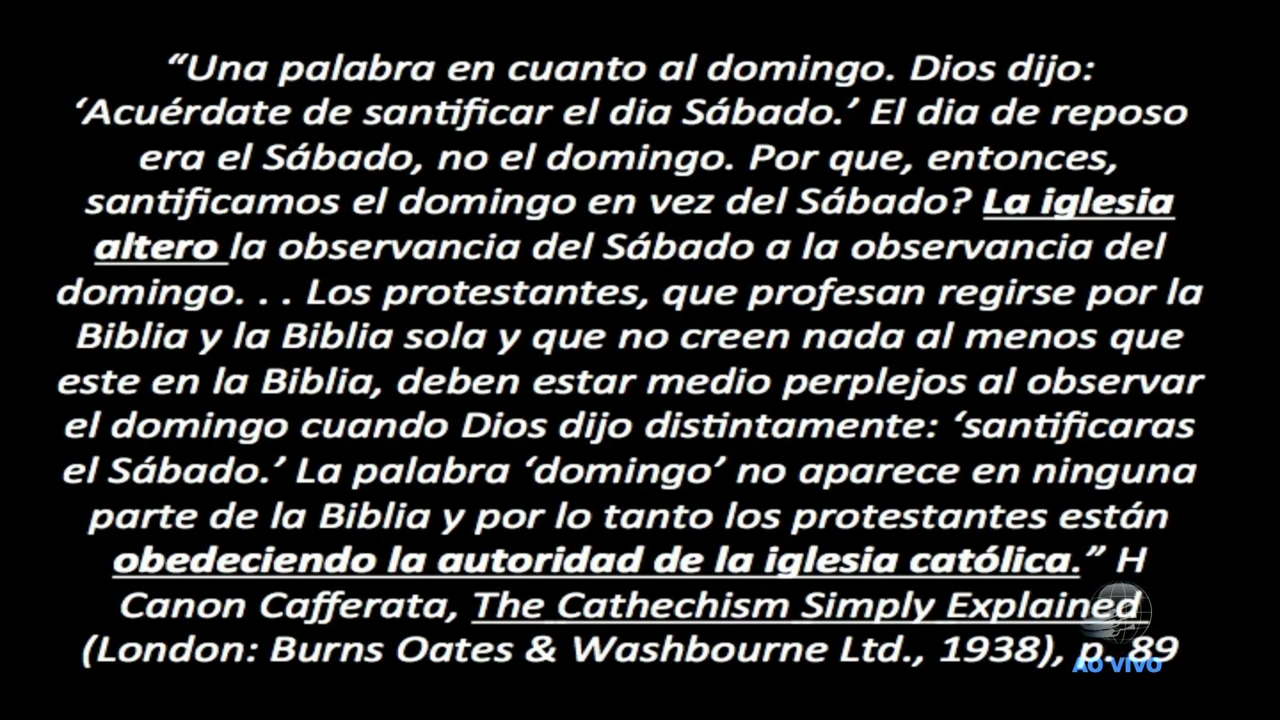 “Una palabra en cuanto al domingo. Dios dijo:
‘Acuérdate de santificar el dia Sábado.’ El dia de reposo
era el Sábado, no el domingo. Por que, entonces,
santificamos el domingo en vez del Sábado? La iglesia
altero la observancia del Sábado a la observancia del
domingo. . . Los protestantes, que profesan regirse por la
Biblia y la Biblia sola y que no creen nada al menos que
este en la Biblia, deben estar medio perplejos al observar
el domingo cuando Dios dijo distintamente: ‘santificaras
el Sábado.’ La palabra ‘domingo’ no aparece en ninguna
parte de la Biblia y por lo tanto los protestantes están
obedeciendo la autoridad de la iglesia católica.” H
Canon Cafferata, The Cathechism Simply Explained
(London: Burns Oates & Washbourne Ltd., 1938), p. 89
AO VIVO